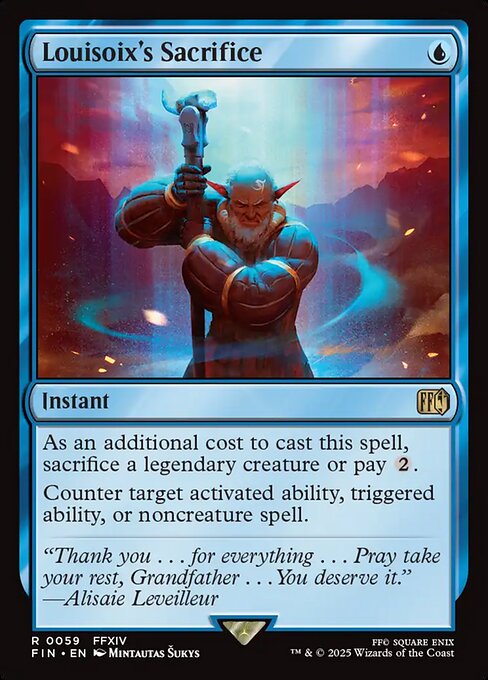 Louisoix's Sacrifice
Instant
FF
As an additional cost to cast this spell,
sacrifice a legendary creature or pay 2.
Counter target activated ability, triggered
ability, or noncreature spell.
“Thank you . . . for everything . . . Pray take
your rest, Grandfather . . . You deserve it.”
—Alisaie Leveilleur
R 0059 FFXIV
FIN • EN Mintautas Šukys
FF© SQUARE ENIX
™ & © 2025 Wizards of the Coast